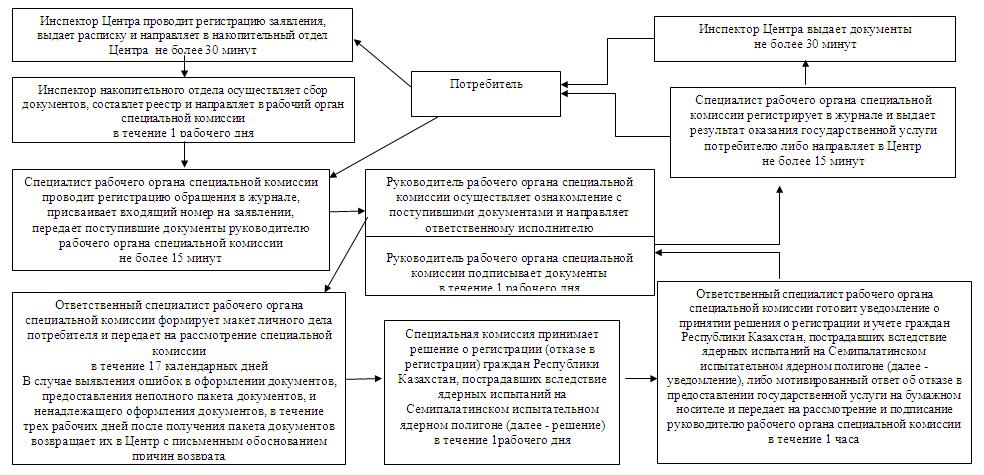 Инспектор Центра проводит регистрацию заявления,
выдает расписку и направляет в накопительный отдел
Центра не более 30 минут
Инспектор накопительного отдела осуществляет сбор
документов, составлет реестр и направляет в рабочий орган
специальной комиссии
в течение 1 рабочего дня
Потребитель
Инспектор Центра выдает документы
не более 30 минут
Специалист рабочего органа специальной
комиссии регистрирует в журнале и выдает
результат оказания государственной услуги
потребителю либо направляет в Центр
не более 15 минут
Специалист рабочего органа специальной комиссии
проводит регистрацию обращения в журнале,
присваивает входящий номер на заявлении,
передает поступившие документы руководителю
рабочего органа специальной комиссии
не более 15 минут
Руководитель рабочего органа специальной
комиссии осуществляет ознакомление с
поступившими документами и направляет
ответственному исполнителю
Руководитель рабочего органа специальной
комиссии подписывает документы
в течение 1 рабочего дня
Ответственный специалист рабочего органа
специальной комиссии формирует макет личного дела
потребителя и передает на рассмотрение специальной
комиссии
в течение 17 календарных дней
В случае выявления ошибок в оформлении документов,
предоставления неполного пакета документов, и
ненадлежащего оформления документов, в течение
трех рабочих дней после получения пакета документов
возвращает их в Центр с письменным обоснованием
причин возврата
Специальная комиссия принимает
решение о регистрации (отказе в
регистрации) граждан Республики
Казахстан, пострадавших вследствие
ядерных испытаний на
Семипалатинском испытательном
ядерном полигоне (далее - решение)
в течение 1рабочего дня
Ответственный специалист рабочего органа
специальной комиссии готовит уведомление о
принятии решения о регистрации и учете граждан
Республики Казахстан, пострадавших вследствие
ядерных испытаний на Семипалатинском
испытательном ядерном полигоне (далее -
уведомление), либо мотивированный ответ об отказе в
предоставлении государственной услуги на бумажном
носителе и передает на рассмотрение и подписание
руководителю рабочего органа специальной комиссии
в течение 1 часа